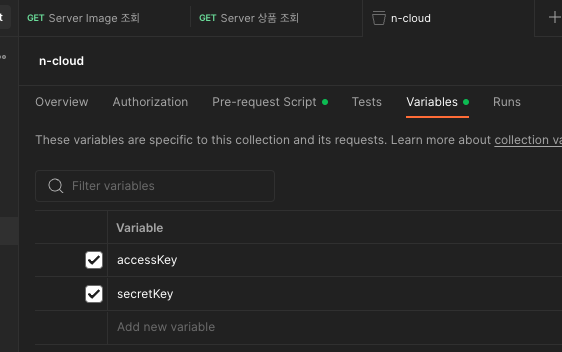 GET Server Image 조회 GET Server 상품 조회 n-cloud
n-cloud
Overview Authorization Pre-request Script Tests Variables Runs
These variables are specific to this collection and its requests. Learn more about collection va
Filter variables
Variable
accessKey
secretKey
Add new variable